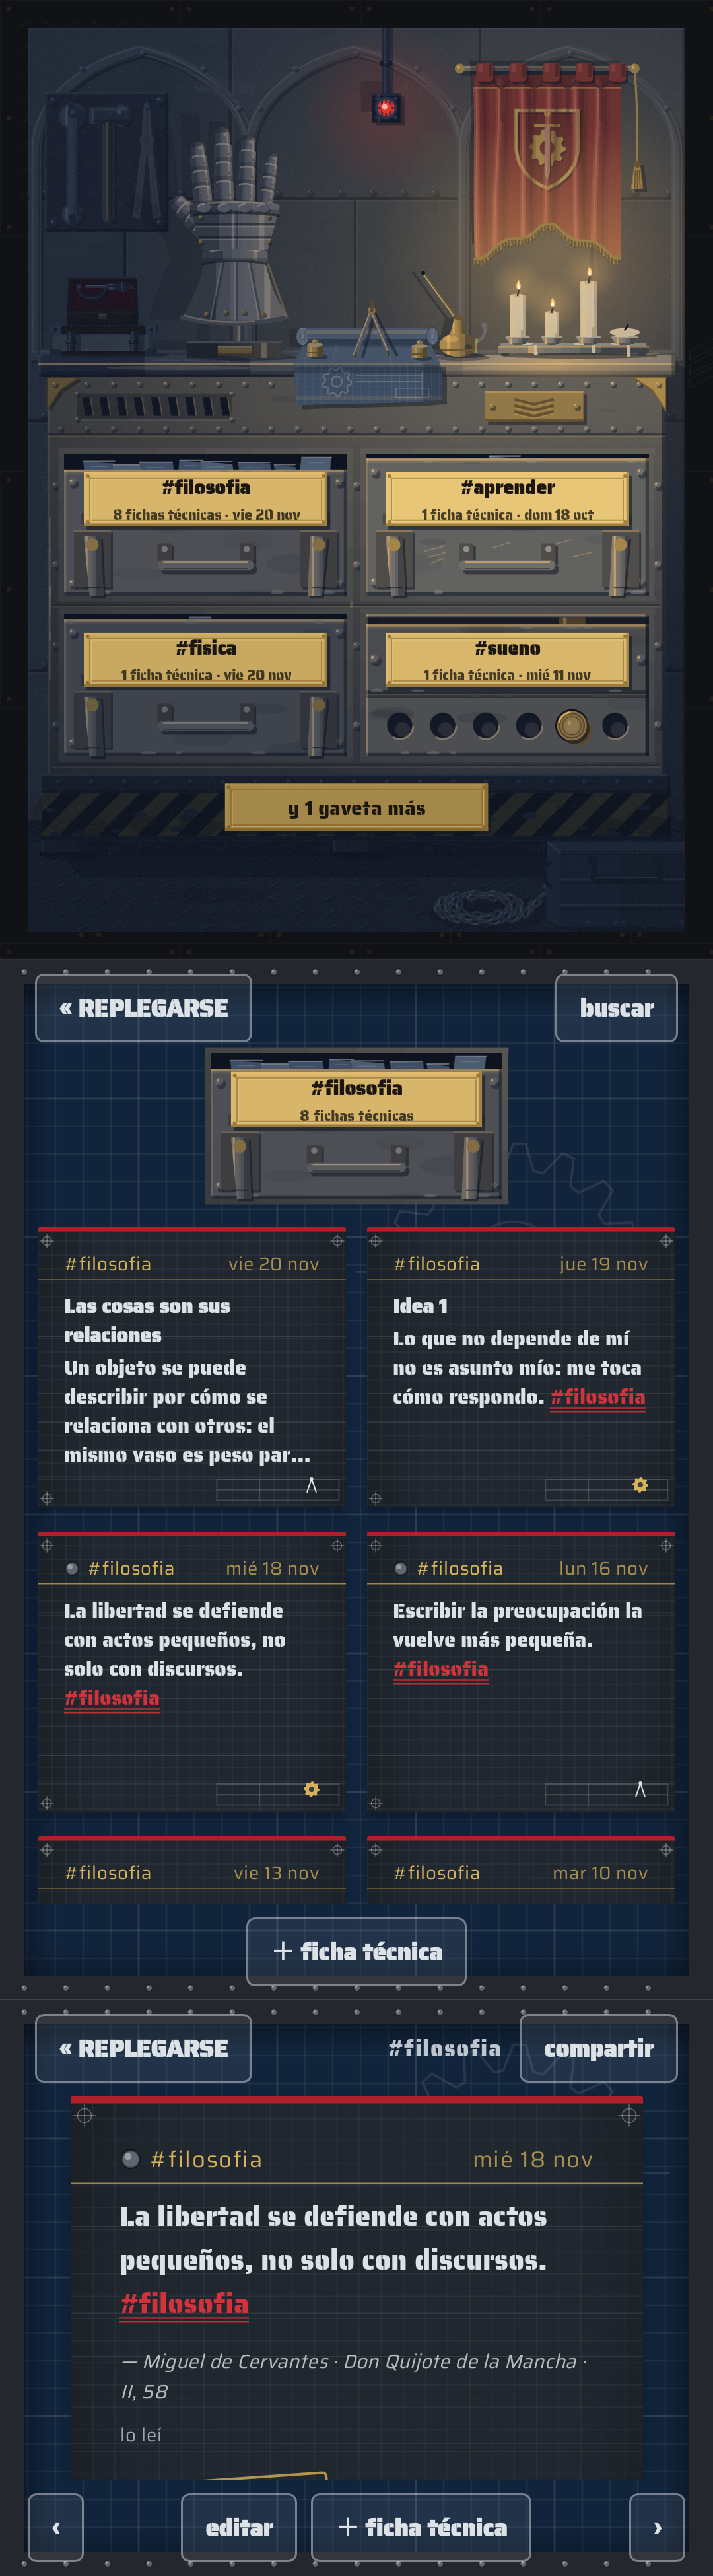 #filosofia
8 fichas técnicas · vie 20 nov
#aprender
1 ficha técnica · dom 18 oct
#fisica
1 ficha técnica · vie 20 nov
#sueno
1 ficha técnica · mié 11 nov
y 1 gaveta más
« REPLEGARSE
buscar
#filosofia
8 fichas técnicas
#filosofia vie 20 nov
Las cosas son sus
relaciones
Un objeto se puede
describir por cómo se
relaciona con otros: el
mismo vaso es peso par...
#filosofia jue 19 nov
Idea 1
Lo que no depende de mí
no es asunto mío: me toca
cómo respondo. #filosofia
#filosofia mié 18 nov
La libertad se defiende
con actos pequeños, no
solo con discursos.
#filosofia
#filosofia lun 16 nov
Escribir la preocupación la
vuelve más pequeña.
#filosofia
#filosofia vie 13 nov
#filosofia mar 10 nov
+ ficha técnica
« REPLEGARSE
#filosofia
compartir
#filosofia mié 18 nov
La libertad se defiende con actos
pequeños, no solo con discursos.
#filosofia
— Miguel de Cervantes · Don Quijote de la Mancha ·
II, 58
lo leí
‹
editar
+ ficha técnica
›